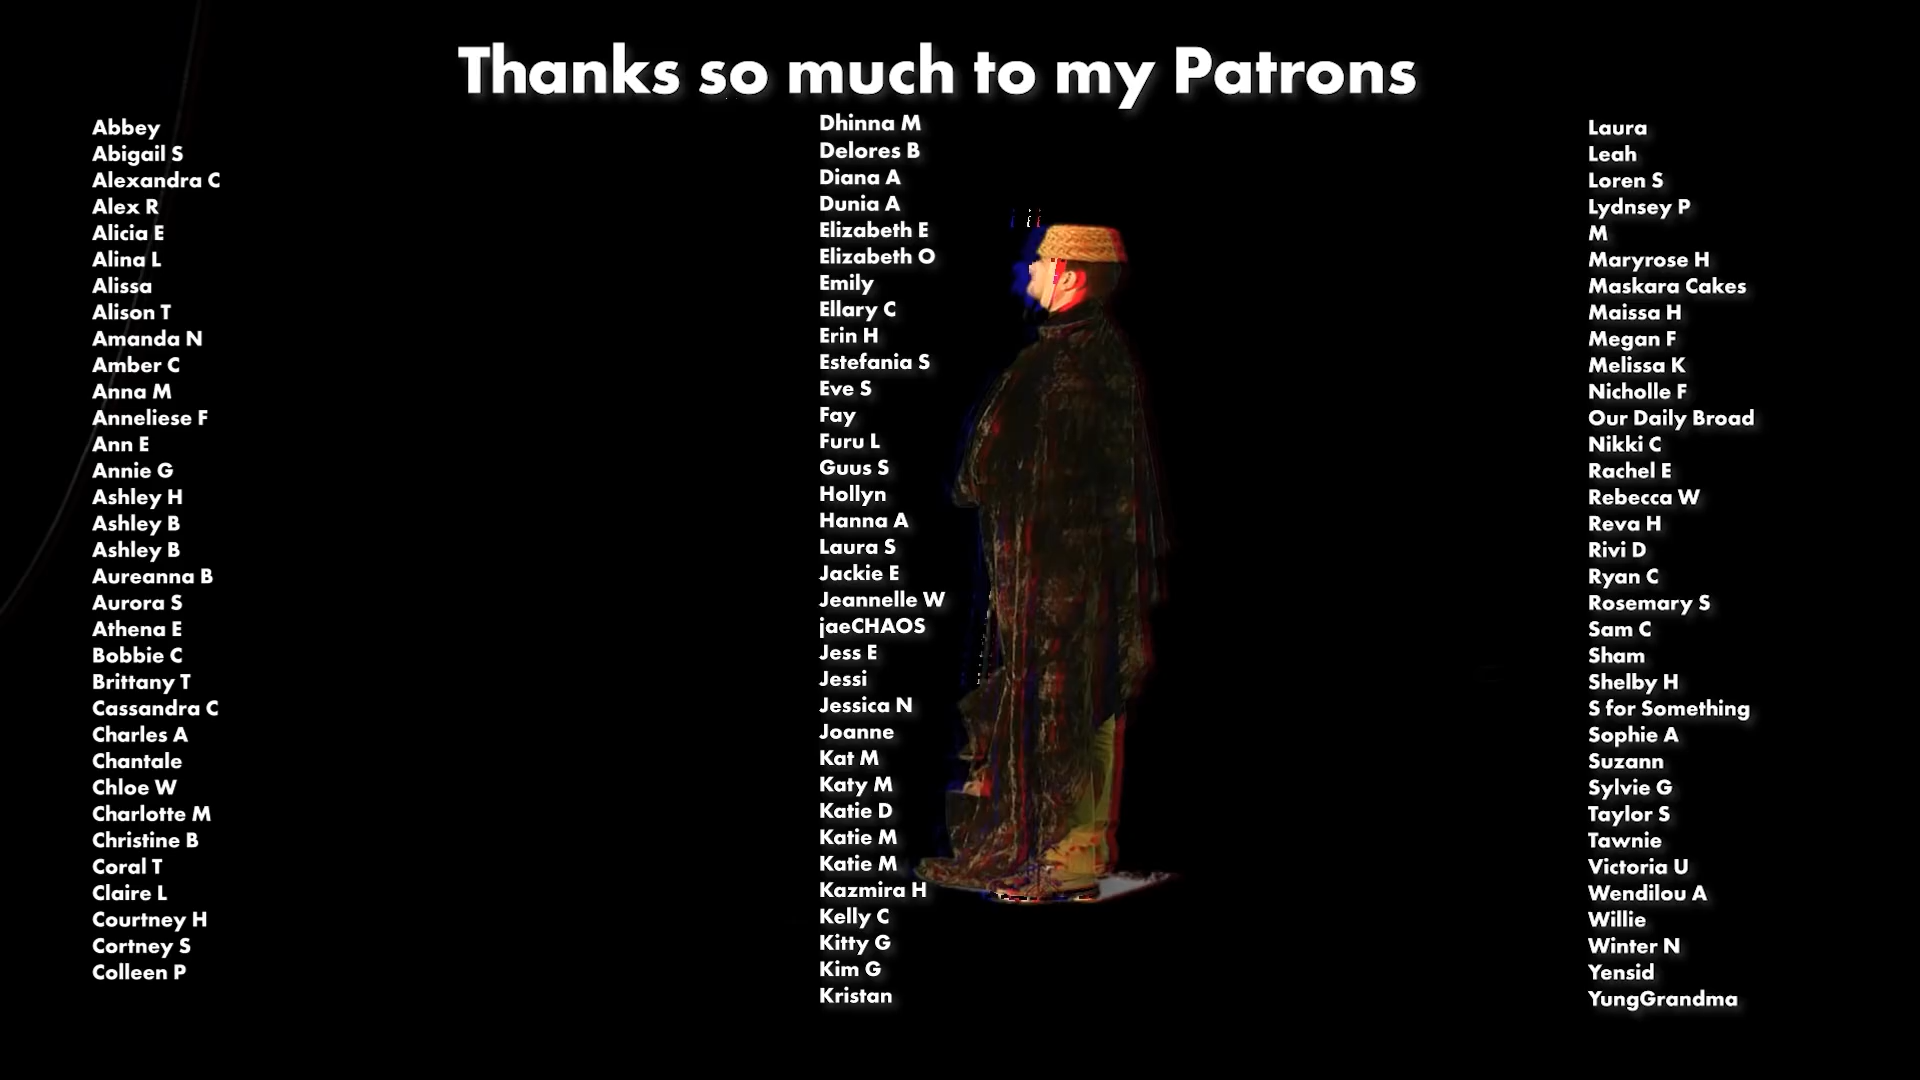 Thanks so much to my Patrons
Abbey
Abigail S
Alexandra C
Alex R
Alicia E
Alina L
Alissa
Alison T
Amanda N
Amber C
Anna M
Anneliese F
Ann E
Annie G
Ashley H
Ashley B
Ashley B
Aureanna B
Aurora S
Athena E
Bobbie C
Brittany T
Cassandra C
Charles A
Chantale
Chloe W
Charlotte M
Christine B
Coral T
Claire L
Courtney H
Cortney S
Colleen P
Dhinna M
Delores B
Diana A
Dunia A
Elizabeth E
Elizabeth O
Emily
Ellary C
Erin H
Estefania S
Eve S
Fay
Furu L
Guus S
Hollyn
Hanna A
Laura S
Jackie E
Jeannelle W
jaeCHAOS
Jess E
Jessi
Jessica N
Joanne
Kat M
Katy M
Katie D
Katie M
Katie M
Kazmira H
Kelly C
Kitty G
Kim G
Kristan
Laura
Leah
Loren S
Lydnsey P
M
Maryrose H
Maskara Cakes
Maissa H
Megan F
Melissa K
Nicholle F
Our Daily Broad
Nikki C
Rachel E
Rebecca W
Reva H
Rivi D
Ryan C
Rosemary S
Sam C
Sham
Shelby H
S for Something
Sophie A
Suzann
Sylvie G
Taylor S
Tawnie
Victoria U
Wendilou A
Willie
Winter N
Yensid
YungGrandma